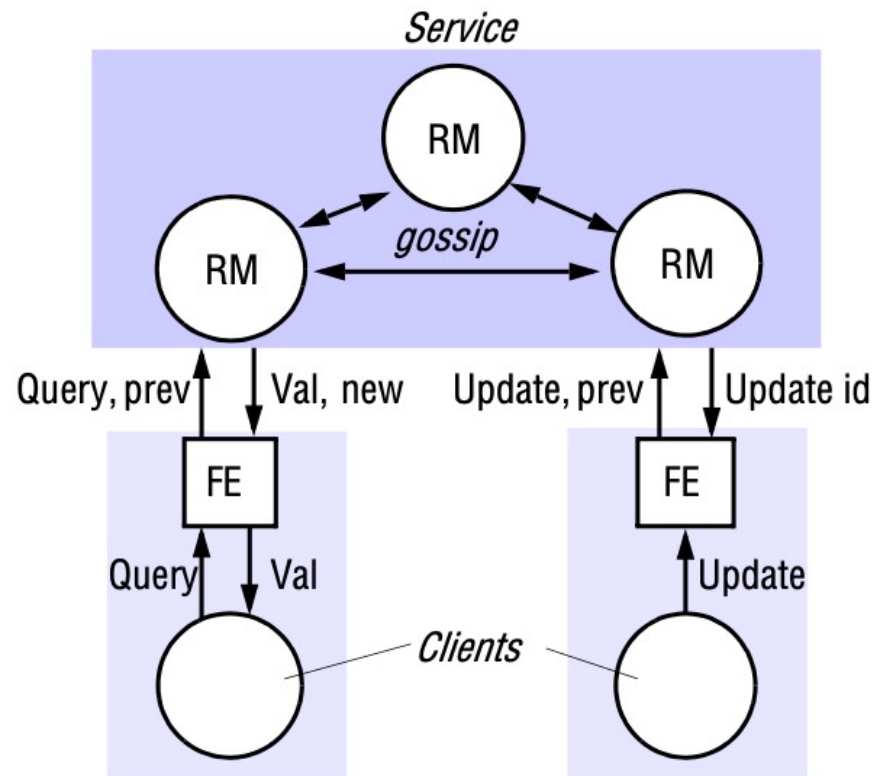 Service
RM
gossip
RM
RM
Query, prev
Val, new
Update, prev
Update id
FE
FE
Query
Val
Update
Clients